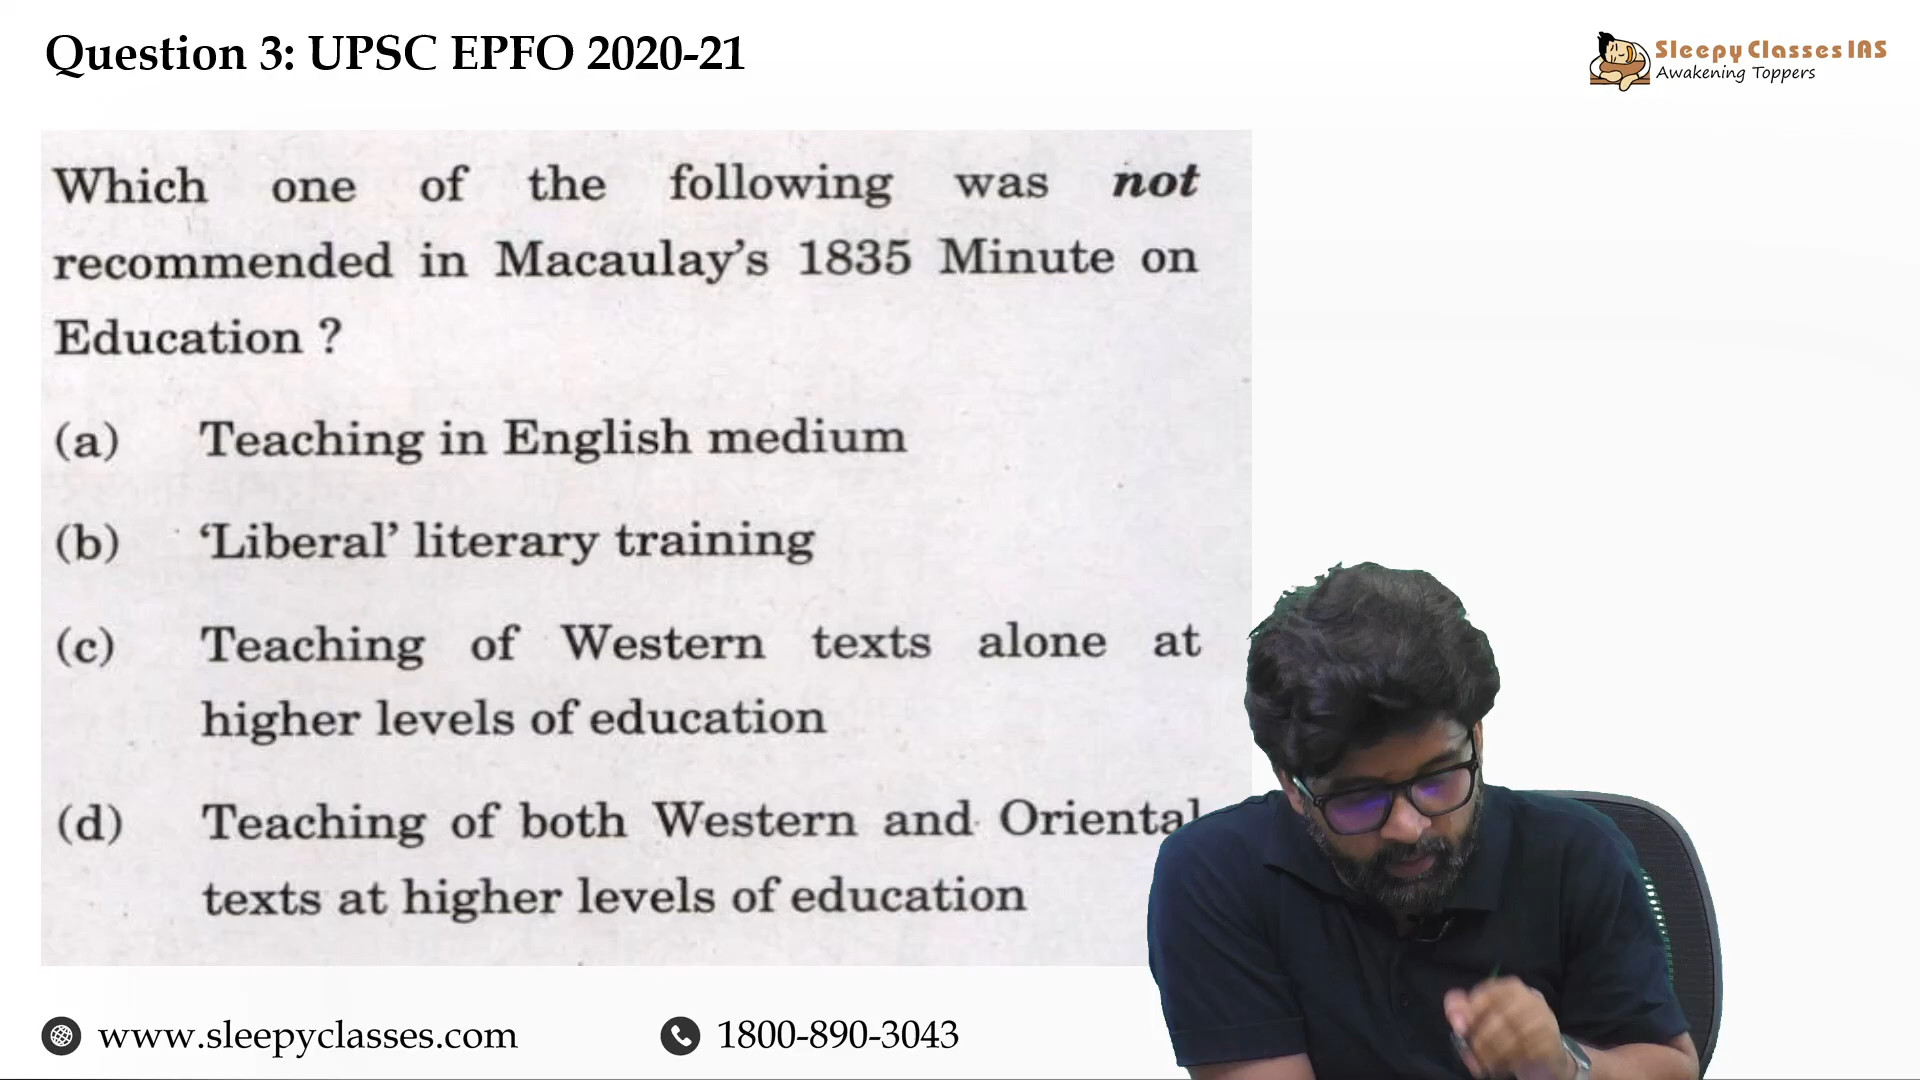 Question 3: UPSC EPFO 2020-21
Sleepy Classes IAS
Awakening Toppers
Which one of the following was not
recommended in Macaulay's 1835 Minute on
Education ?
(a) Teaching in English medium
(b) 'Liberal' literary training
(c) Teaching of Western texts alone at
higher levels of education
(d) Teaching of both Western and Oriental
texts at higher levels of education
www.sleepyclasses.com
1800-890-3043